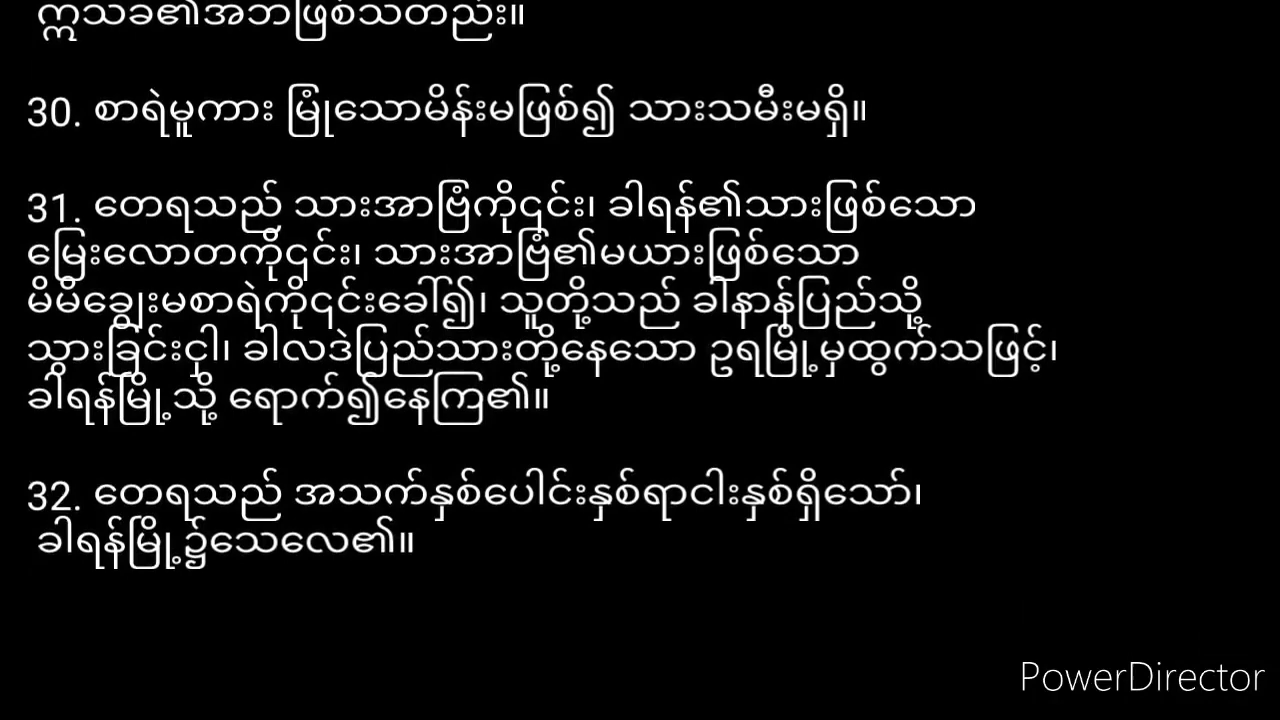 ဣသခ၏အဘဖြစ်သတည်း။
30. စာရဲမူကား မြုံသောမိန်းမဖြစ်၍ သားသမီးမရှိ။
31. တေရသည် သားအာဗြံကို၎င်း၊ ခါရန်၏သားဖြစ်သော
မြေးလောတကို၎င်း၊ သားအာဗြံ၏မယားဖြစ်သော
မိမိချွေးမစာရဲကို၎င်းခေါ်၍၊ သူတို့သည် ခါနာန်ပြည်သို့
သွားခြင်းငှါ၊ ခါလဒဲပြည်သားတို့နေသော ဥရမြို့မှထွက်သဖြင့်၊
ခါရန်မြို့သို့ ရောက်၍နေကြ၏။
32. တေရသည် အသက်နှစ်ပေါင်းနှစ်ရာငါးနှစ်ရှိသော်၊
ခါရန်မြို့၌သေလေ၏။
PowerDirector